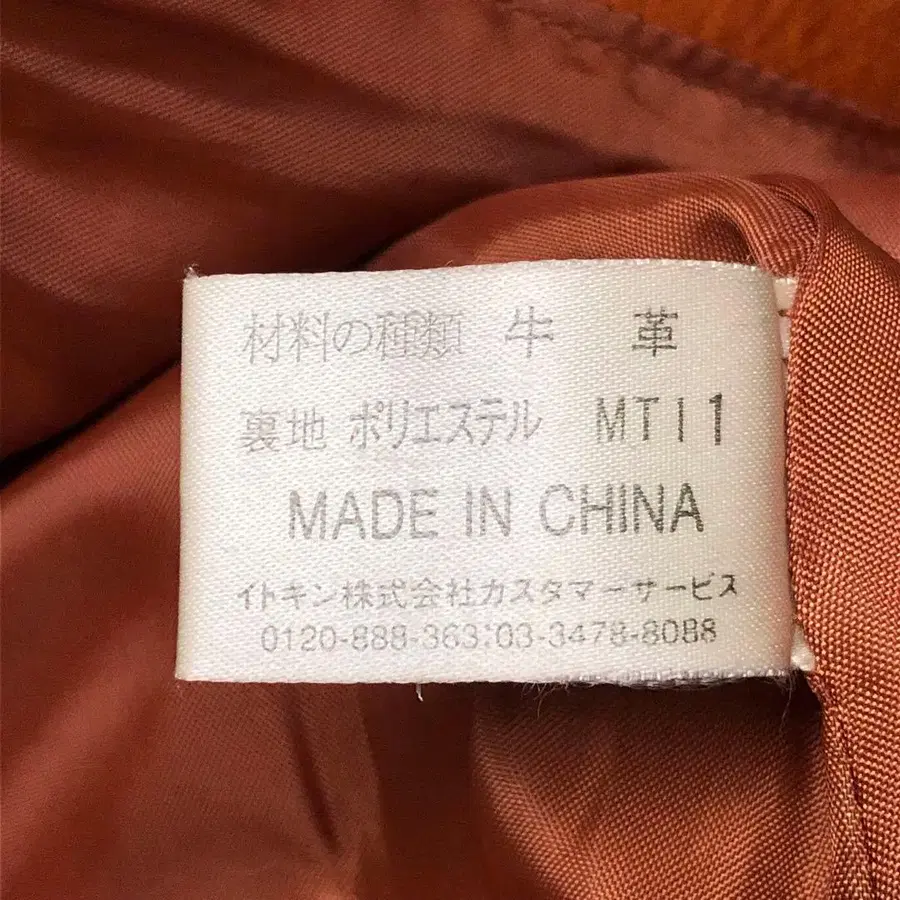 材料の種類 牛 革
裏地 ポリエステル MTI1
MADE IN CHINA
イトキン株式会社カスタマーサービス
0120-888-363:03-3478-8088